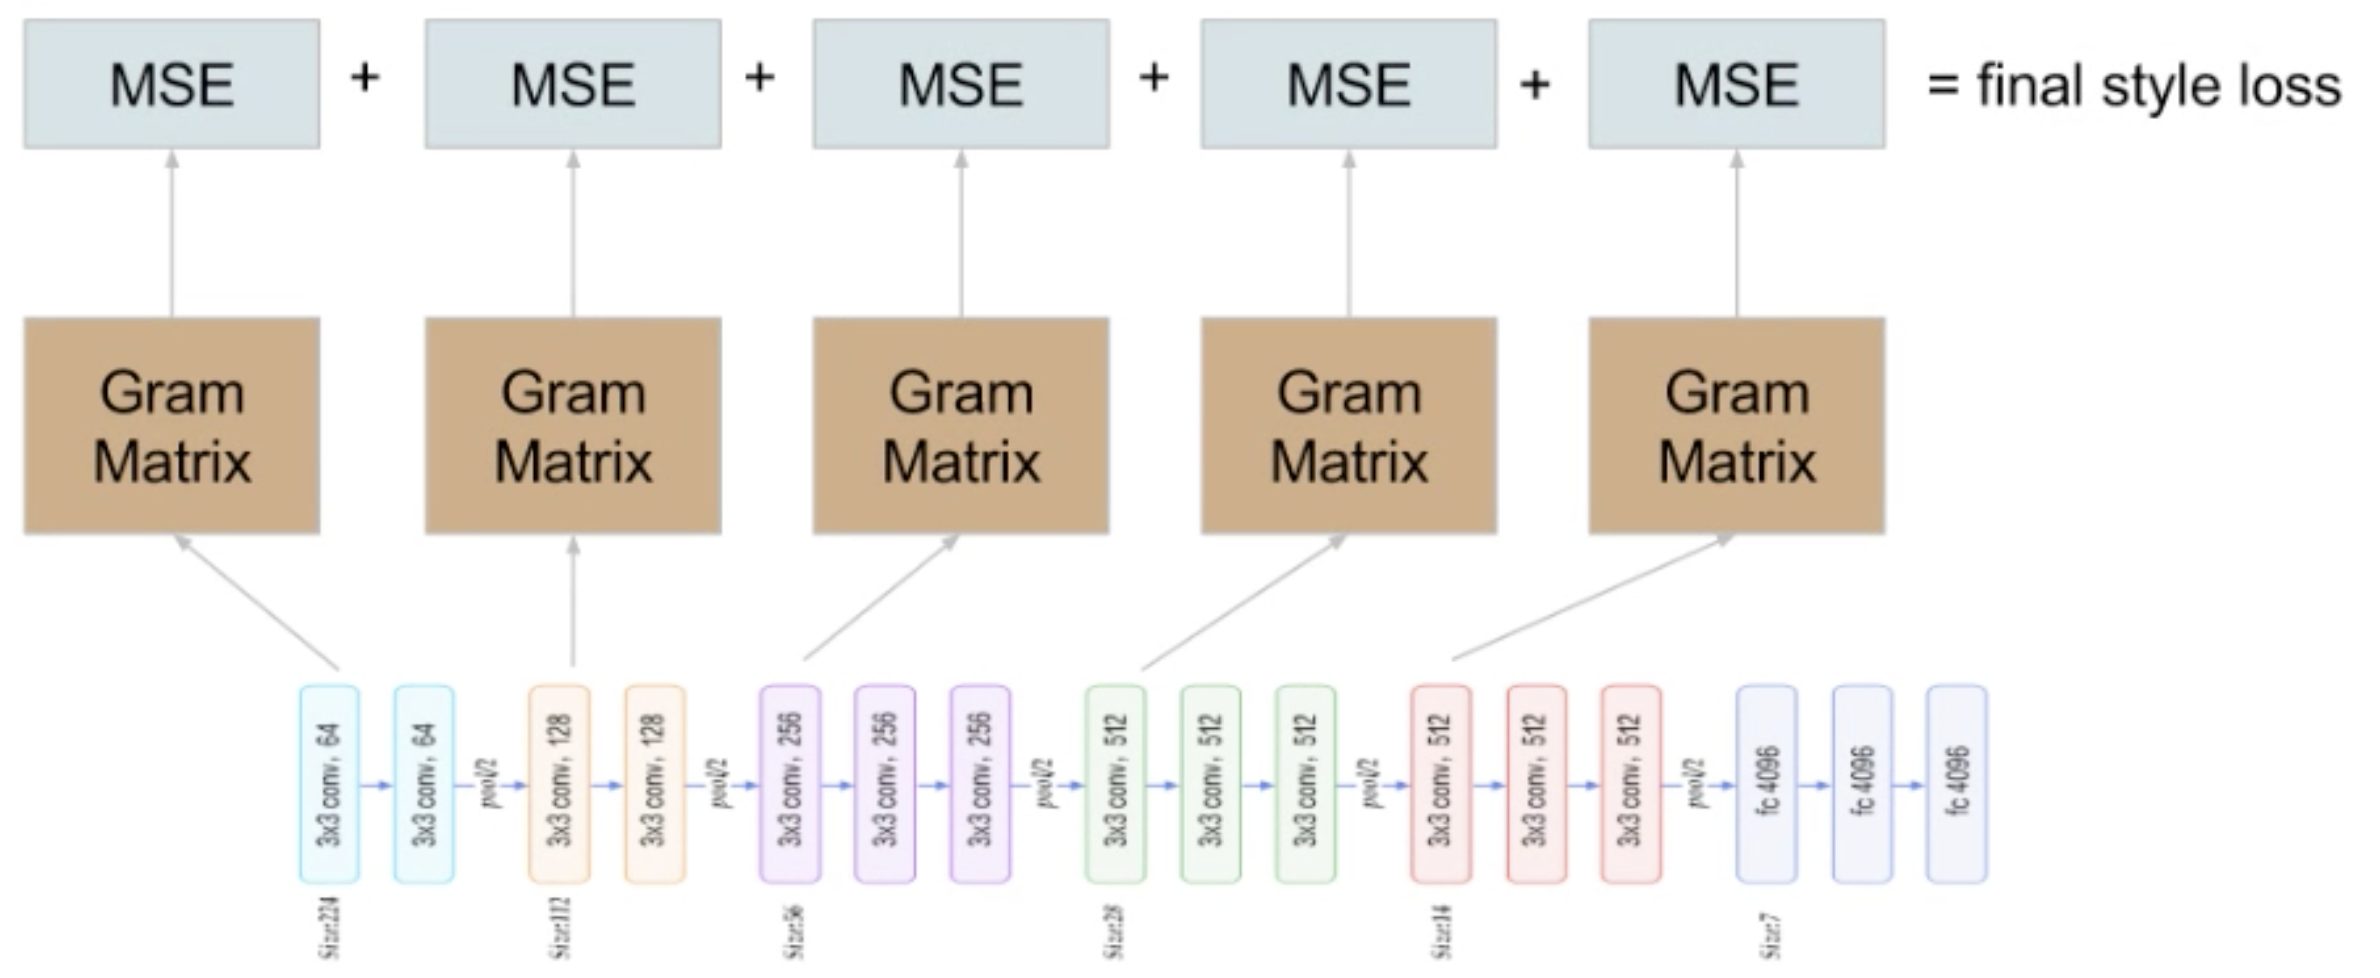 MSE + MSE + MSE + MSE + MSE = final style loss
Gram
Matrix
Gram
Matrix
Gram
Matrix
Gram
Matrix
Gram
Matrix
3x3 conv, 64
3x3 conv, 64
pool/2
3x3 conv, 128
3x3 conv, 128
pool/2
3x3 conv, 256
3x3 conv, 256
3x3 conv, 256
pool/2
3x3 conv, 512
3x3 conv, 512
3x3 conv, 512
pool/2
3x3 conv, 512
3x3 conv, 512
3x3 conv, 512
pool/2
fc 4096
fc 4096
fc 4096
Size:224
Size:112
Size:56
Size:28
Size:14
Size:7